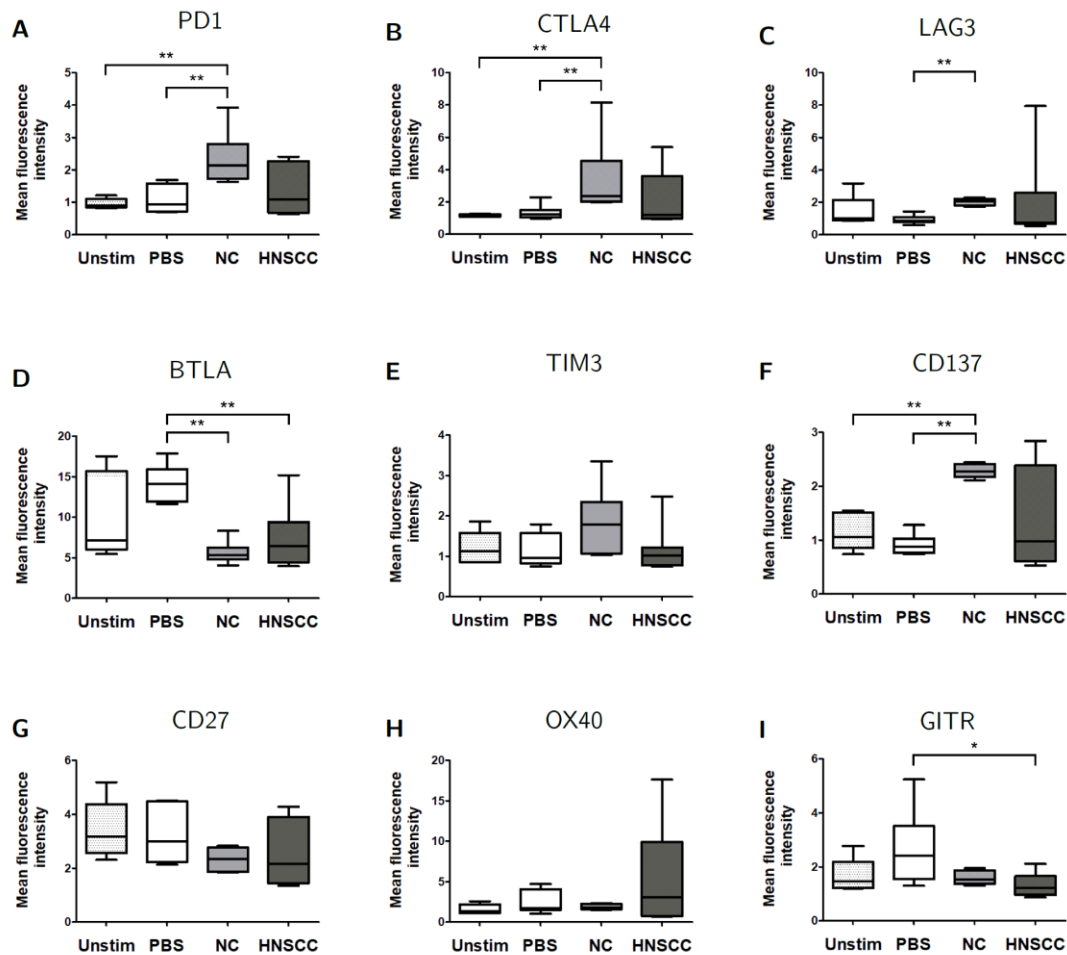 A
PD1
**
**
Mean fluorescence
intensity
5
4
3
2
1
0
Unstim PBS NC HNSCC
B
CTLA4
**
**
Mean fluorescence
intensity
10
8
6
4
2
0
Unstim PBS NC HNSCC
C
LAG3
**
Mean fluorescence
intensity
10
8
6
4
2
0
Unstim PBS NC HNSCC
D
BTLA
**
**
Mean fluorescence
intensity
20
15
10
5
0
Unstim PBS NC HNSCC
E
TIM3
Mean fluorescence
intensity
4
3
2
1
0
Unstim PBS NC HNSCC
F
CD137
**
**
Mean fluorescence
intensity
3
2
1
0
Unstim PBS NC HNSCC
G
CD27
Mean fluorescence
intensity
6
4
2
0
Unstim PBS NC HNSCC
H
OX40
Mean fluorescence
intensity
20
15
10
5
0
Unstim PBS NC HNSCC
I
GITR
*
Mean fluorescence
intensity
6
4
2
0
Unstim PBS NC HNSCC